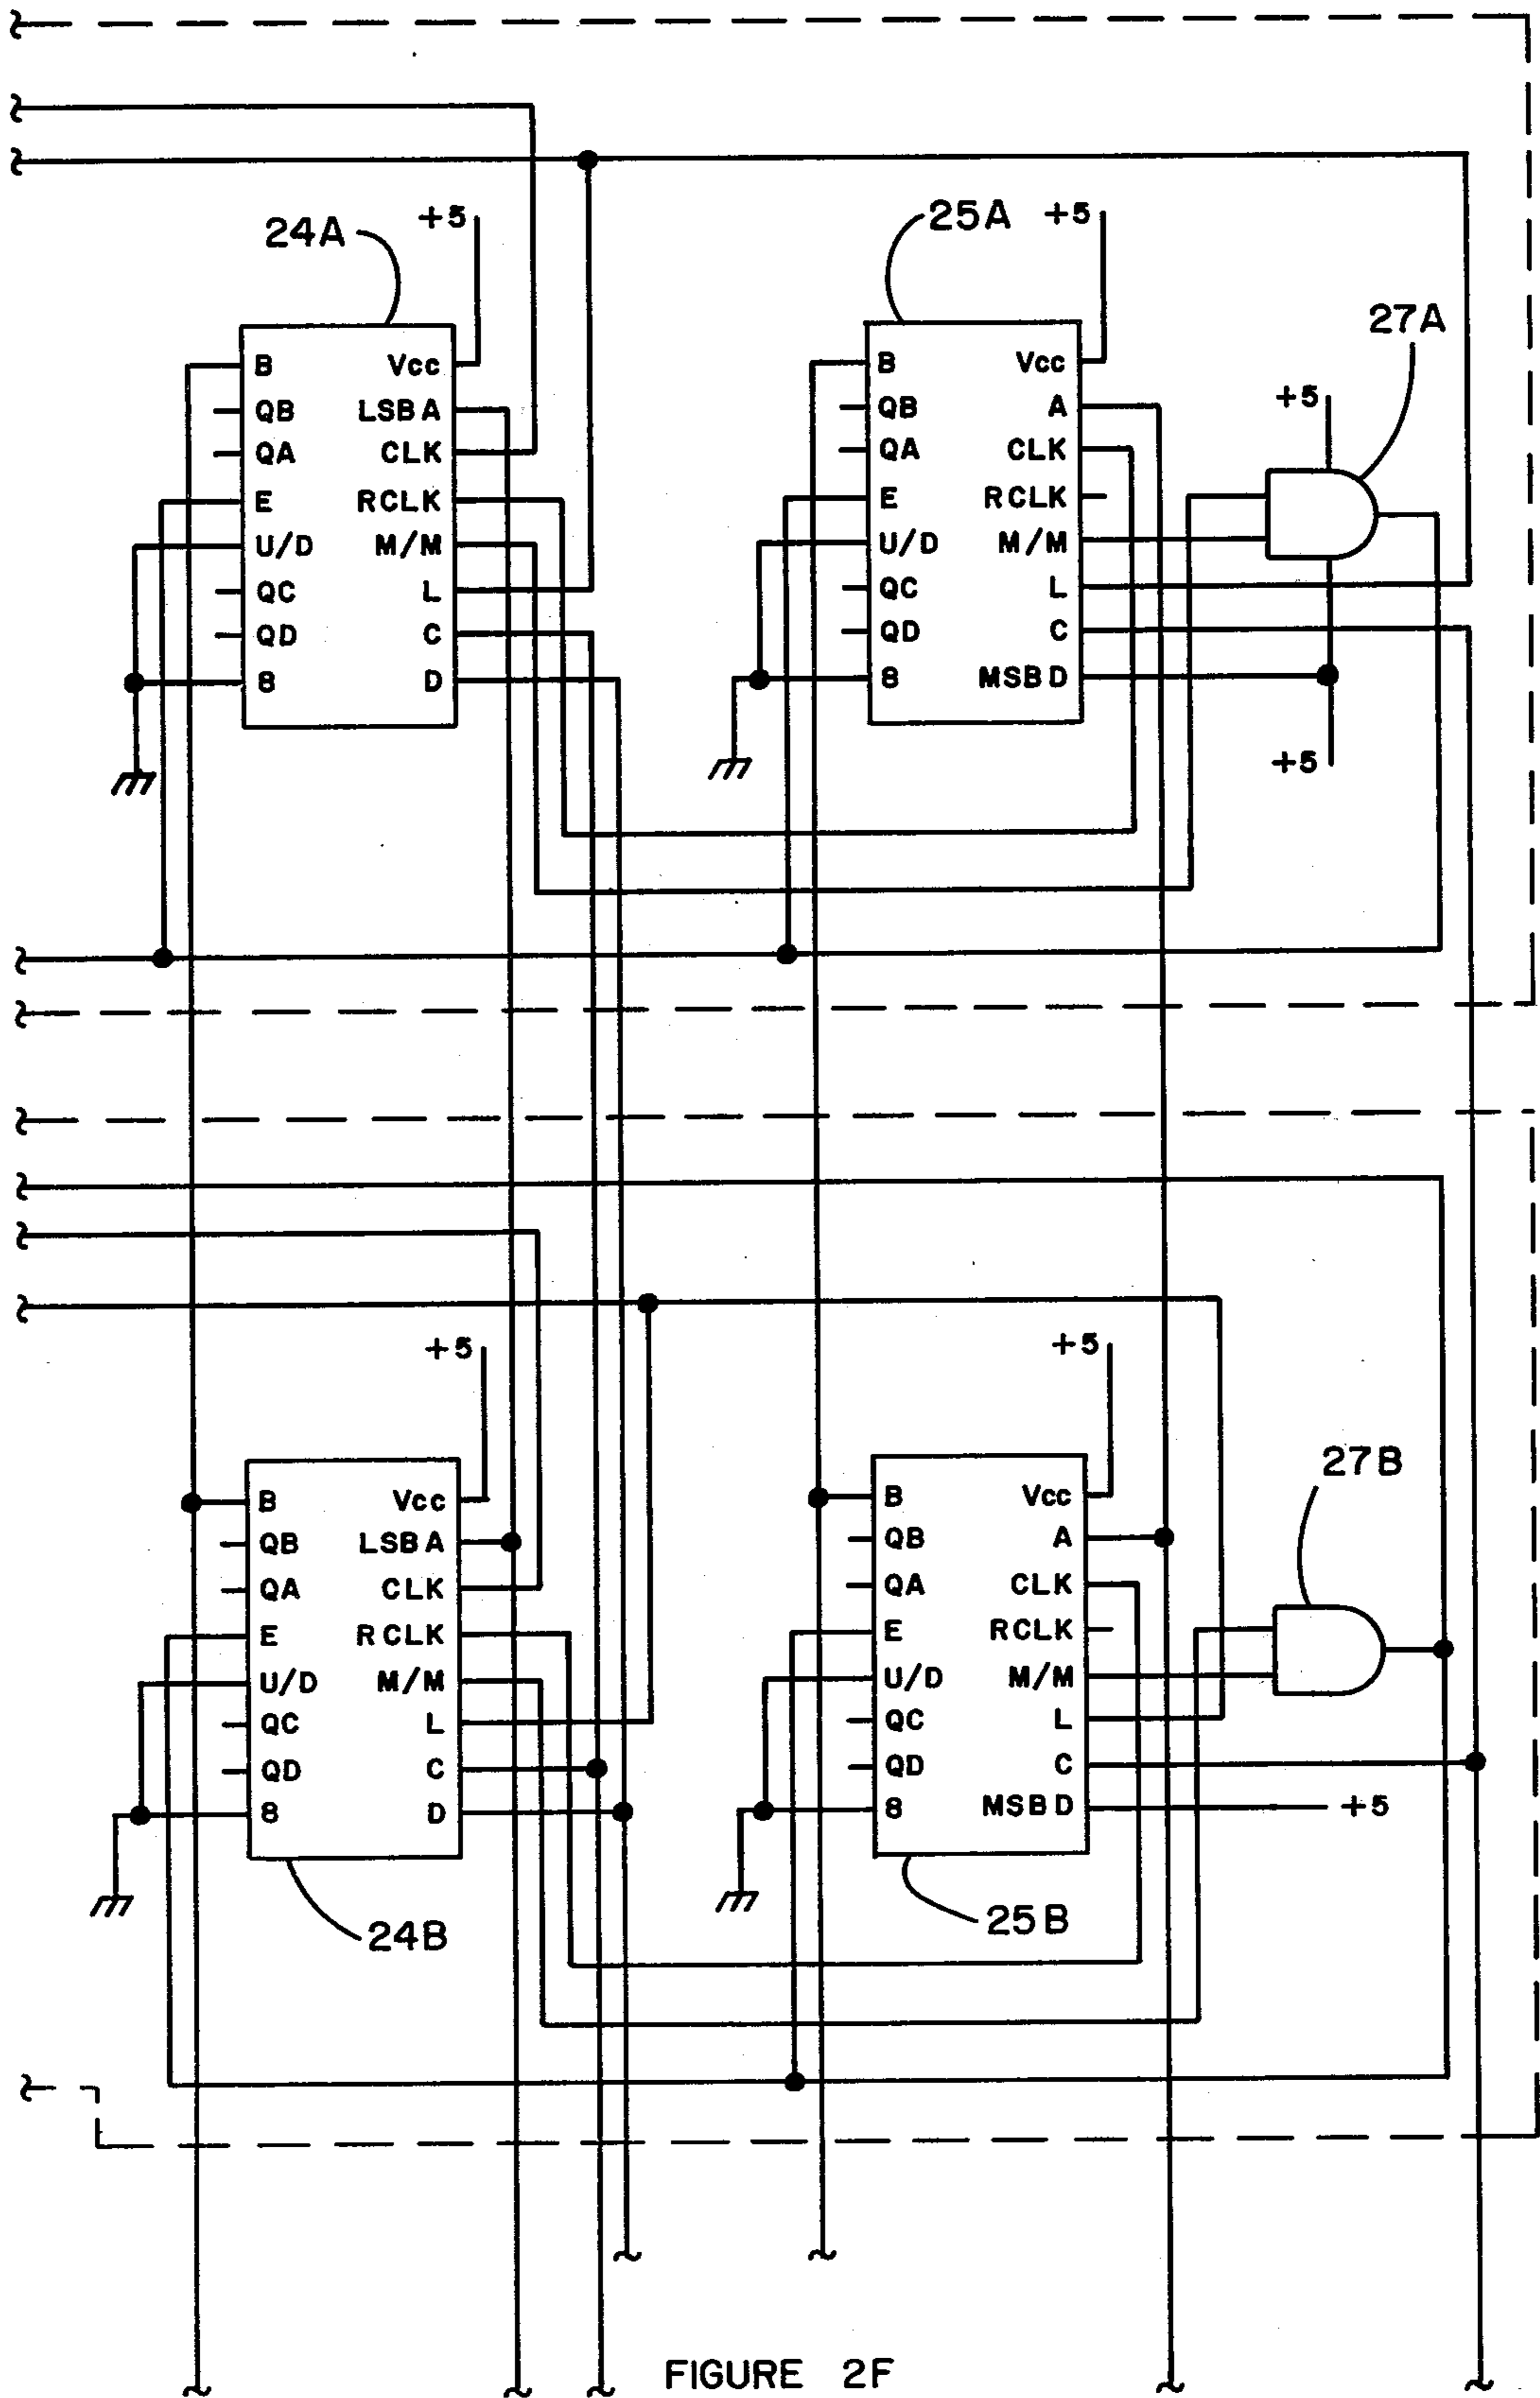 24A
+5
25A
+5
27A
B Vcc
QB LSB A
QA CLK
E RCLK
U/D M/M
QC L
QD C
8 D
B Vcc
QB A
QA CLK
E RCLK
U/D M/M
QC L
QD C
8 MSB D
+5
+5
+5
+5
27B
B Vcc
QB LSB A
QA CLK
E RCLK
U/D M/M
QC L
QD C
8 D
B Vcc
QB A
QA CLK
E RCLK
U/D M/M
QC L
QD C
8 MSB D
+5
24B
25B
FIGURE 2F